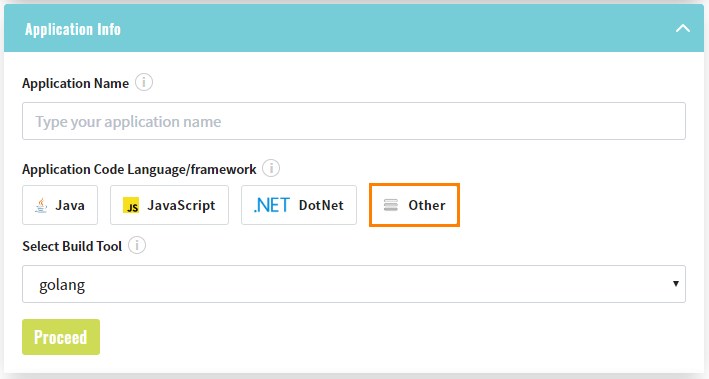 Application Info
Application Name i
Type your application name
Application Code Language/framework i
Java JS JavaScript .NET DotNet Other
Select Build Tool i
golang
Proceed